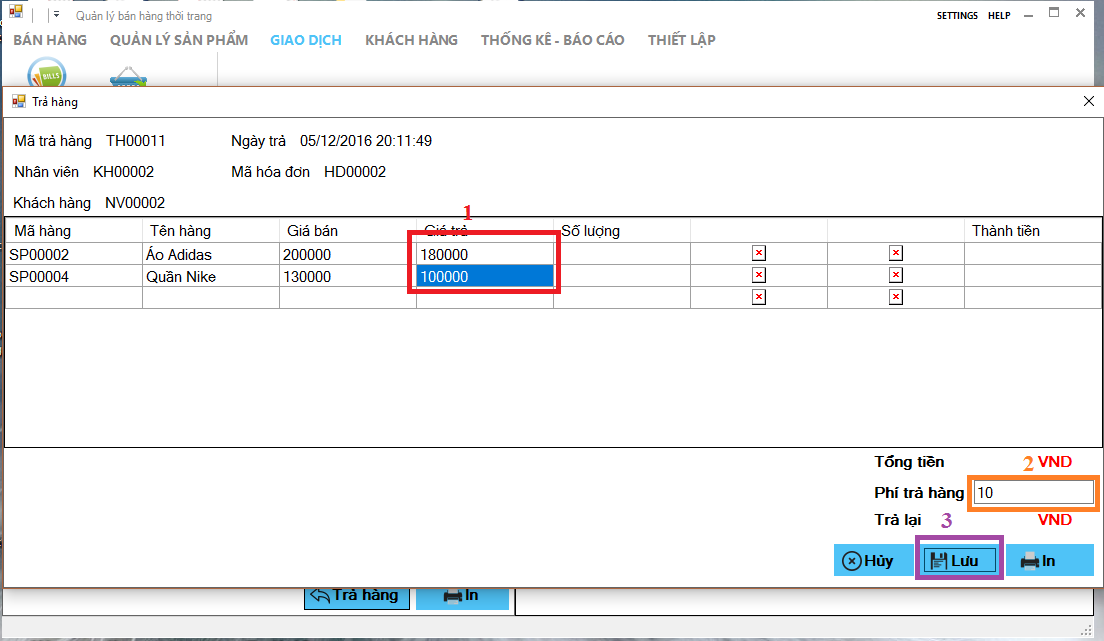 Quản lý bán hàng thời trang
SETTINGS HELP
BÁN HÀNG QUẢN LÝ SẢN PHẨM GIAO DỊCH KHÁCH HÀNG THỐNG KÊ - BÁO CÁO THIẾT LẬP
BILLS
Trả hàng
Mã trả hàng TH00011 Ngày trả 05/12/2016 20:11:49
Nhân viên KH00002 Mã hóa đơn HD00002
Khách hàng NV00002
1
Mã hàng Tên hàng Giá bán Giá trả Số lượng Thành tiền
SP00002 Áo Adidas 200000 180000
SP00004 Quần Nike 130000 100000
Tổng tiền 2 VND
Phí trả hàng 10
Trả lại 3 VND
Hủy Lưu In
Trả hàng In